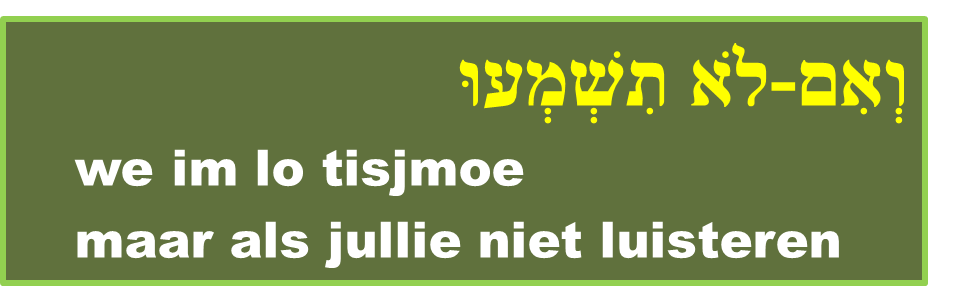 וְאִם-לֹא תִשְׁמְעוּ
we im lo tisjmoe
maar als jullie niet luisteren